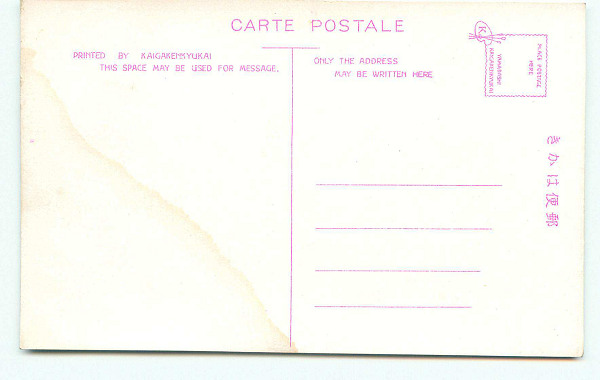 CARTE POSTALE
PRINTED BY KAIGAKENKYUKAI
THIS SPACE MAY BE USED FOR MESSAGE.
ONLY THE ADDRESS
MAY BE WRITTEN HERE
K
PLACE POSTAGE
HERE
KAIGAKENKYUKAI
きかは便郵